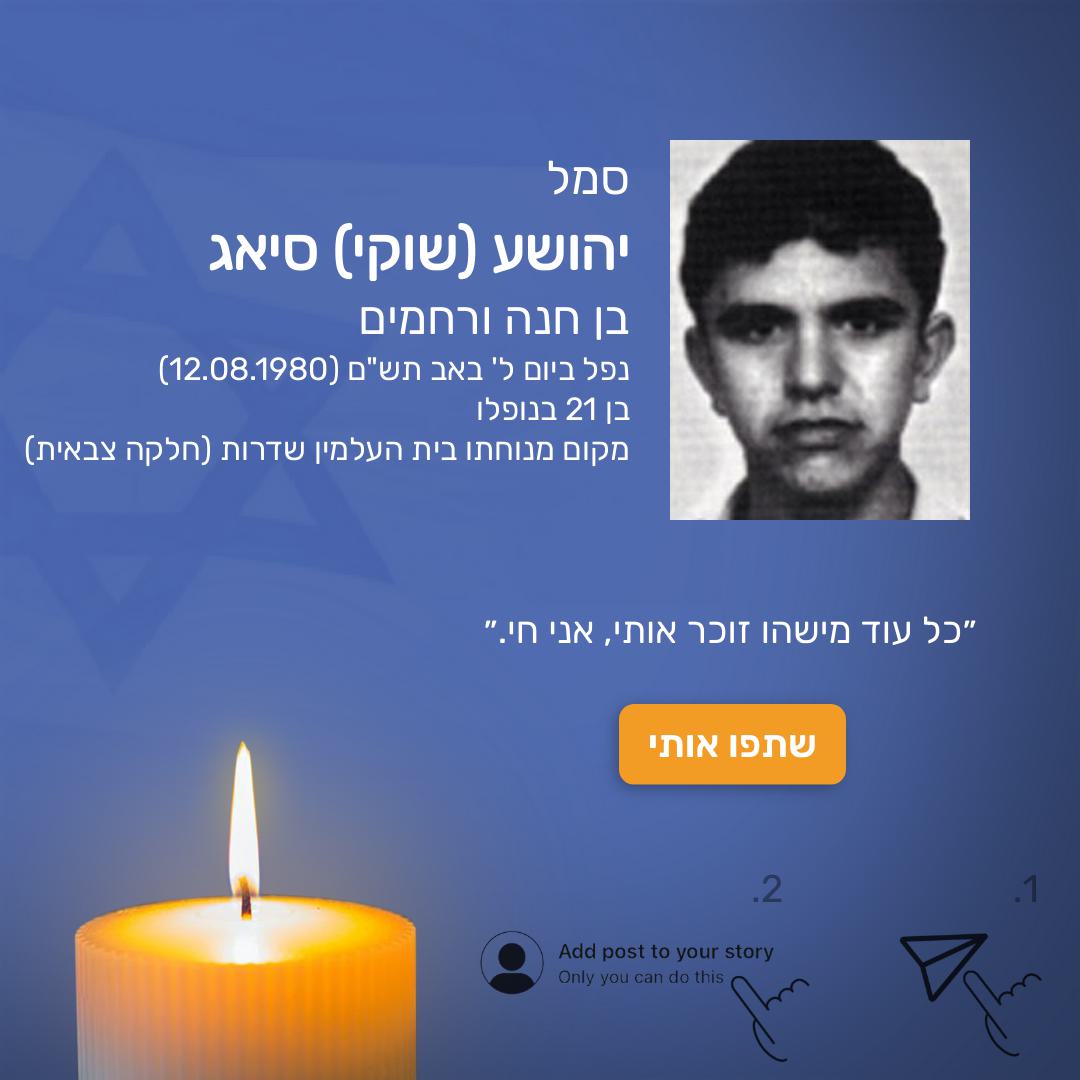 סמל
יהושע (שוקי) סיאג
בן חנה ורחמים
נפל ביום ל' באב תש"ם (12.08.1980)
בן 21 בנופלו
מקום מנוחתו בית העלמין שדרות (חלקה צבאית)
״כל עוד מישהו זוכר אותי, אני חי.״
שתפו אותי
1.
2.
Add post to your story
Only you can do this